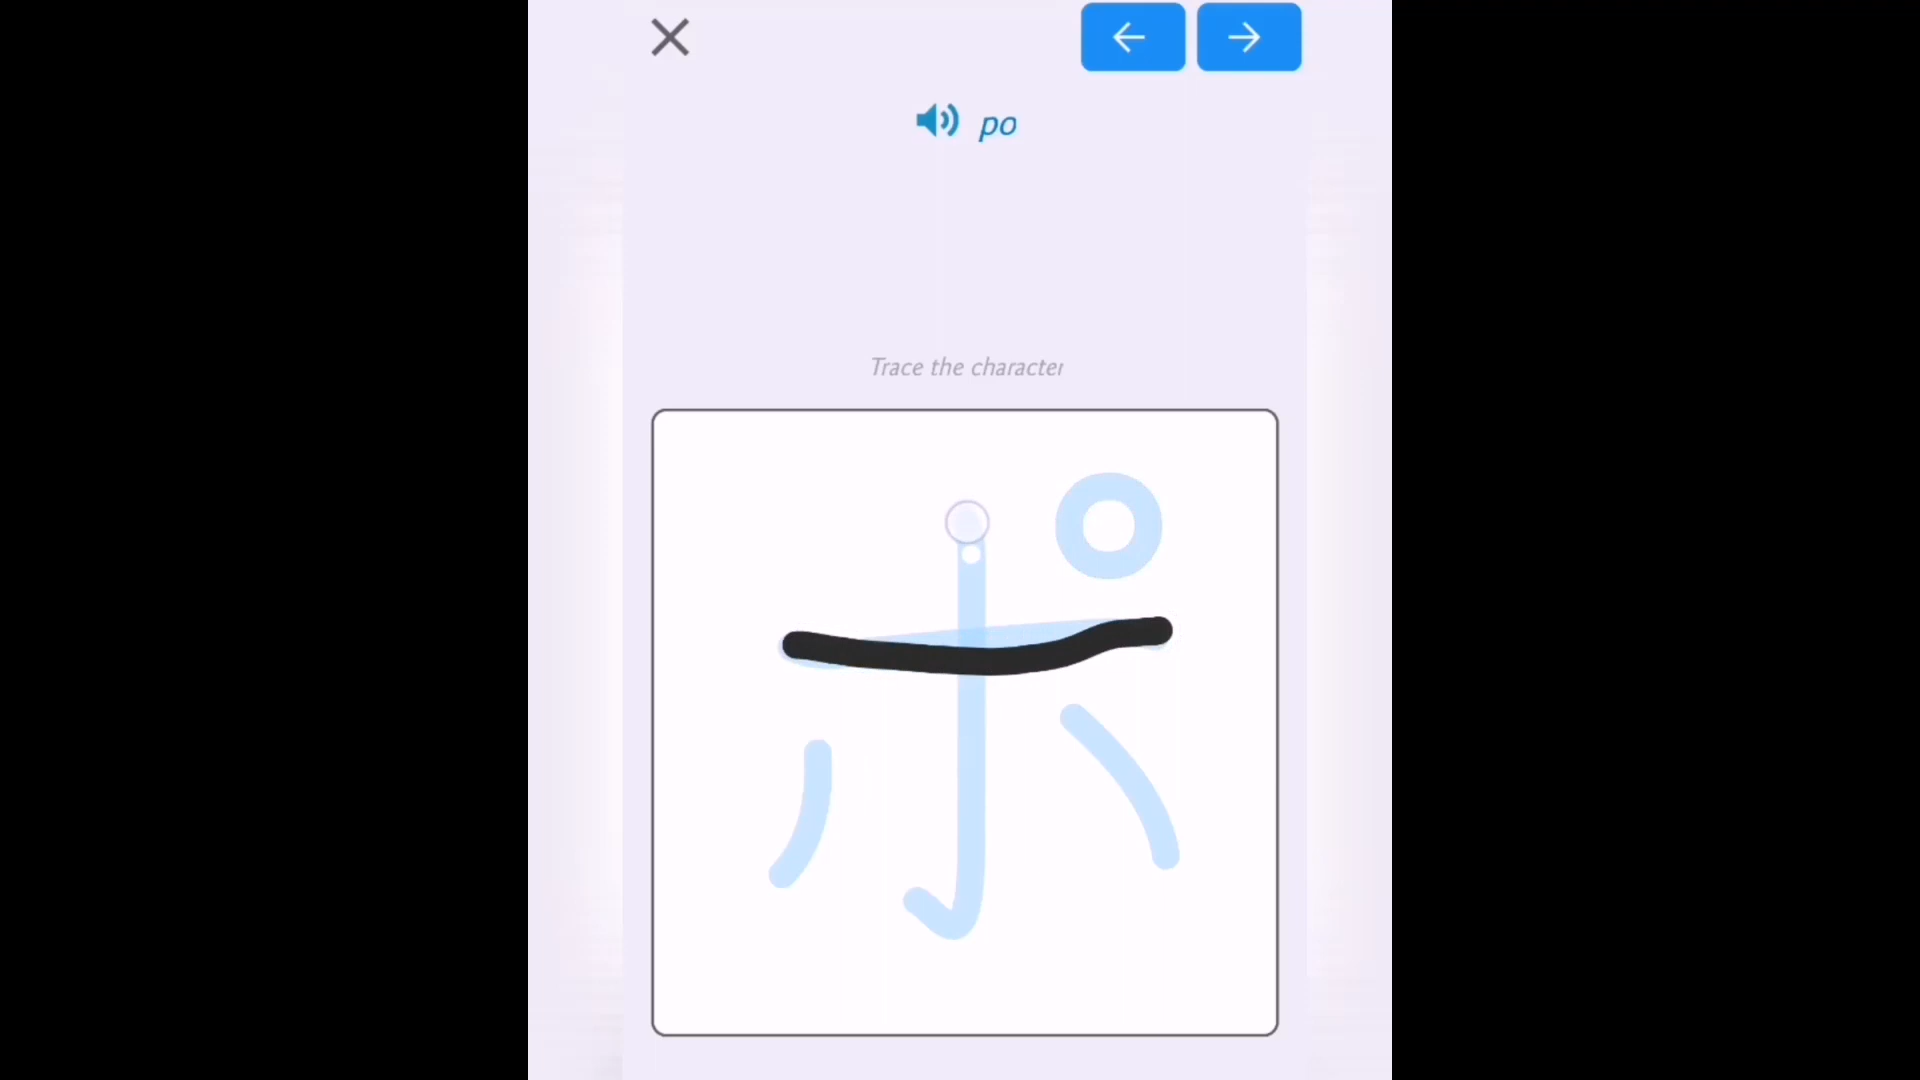 po
Trace the character
ポ